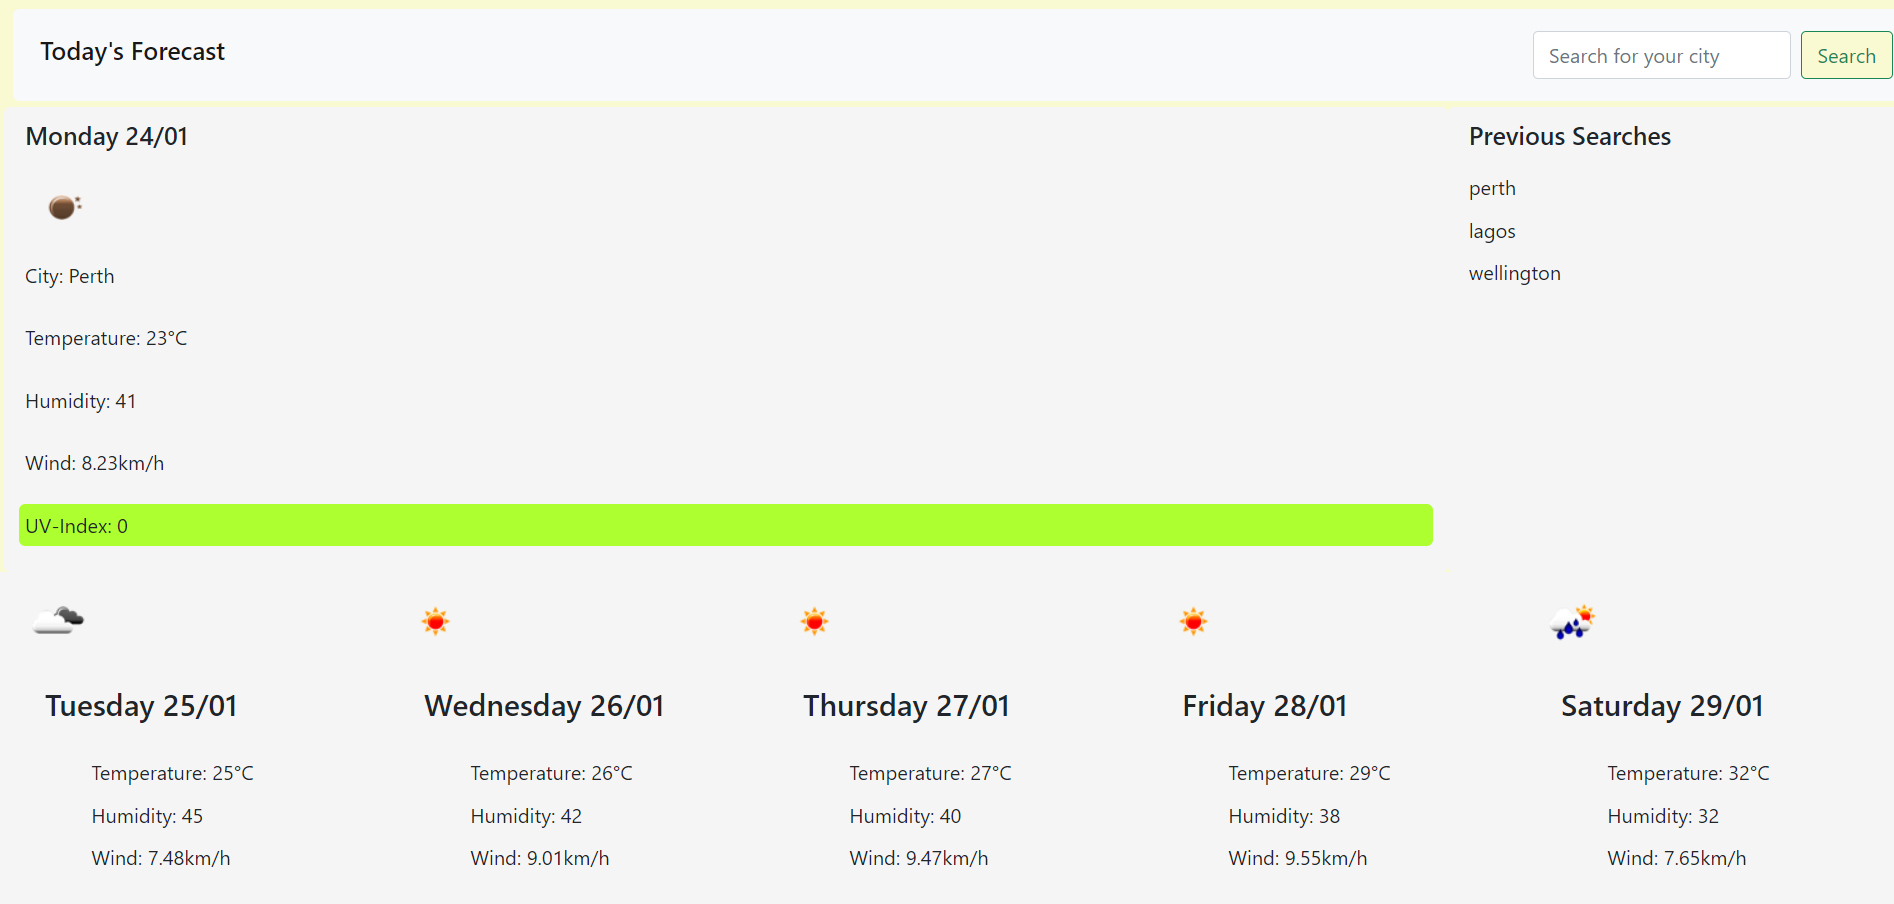 Today's Forecast
Search for your city
Search
Monday 24/01
City: Perth
Temperature: 23°C
Humidity: 41
Wind: 8.23km/h
UV-Index: 0
Previous Searches
perth
lagos
wellington
Tuesday 25/01
Temperature: 25°C
Humidity: 45
Wind: 7.48km/h
Wednesday 26/01
Temperature: 26°C
Humidity: 42
Wind: 9.01km/h
Thursday 27/01
Temperature: 27°C
Humidity: 40
Wind: 9.47km/h
Friday 28/01
Temperature: 29°C
Humidity: 38
Wind: 9.55km/h
Saturday 29/01
Temperature: 32°C
Humidity: 32
Wind: 7.65km/h